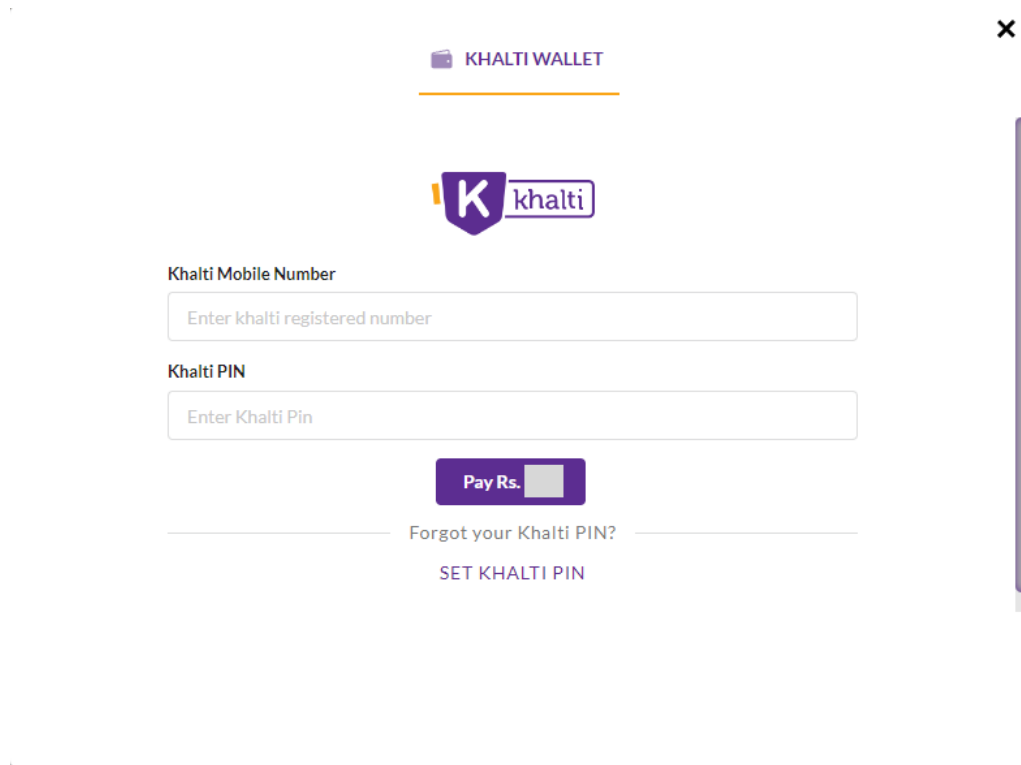 KHALTI WALLET
K khalti
Khalti Mobile Number
Enter khalti registered number
Khalti PIN
Enter Khalti Pin
Pay Rs.
Forgot your Khalti PIN?
SET KHALTI PIN